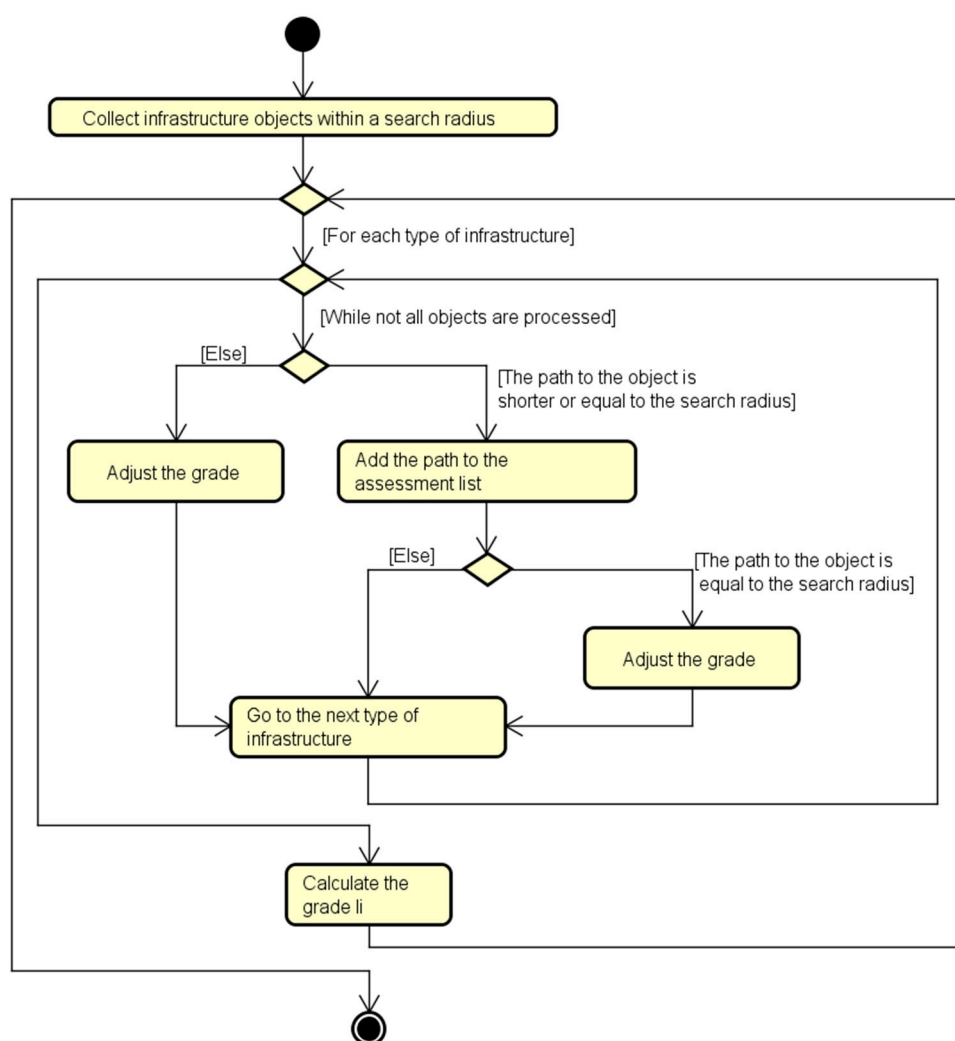 Collect infrastructure objects within a search radius
[For each type of infrastructure]
[While not all objects are processed]
[Else]
[The path to the object is
shorter or equal to the search radius]
Adjust the grade
Add the path to the
assessment list
[Else]
[The path to the object is
equal to the search radius]
Adjust the grade
Go to the next type of
infrastructure
Calculate the
grade li